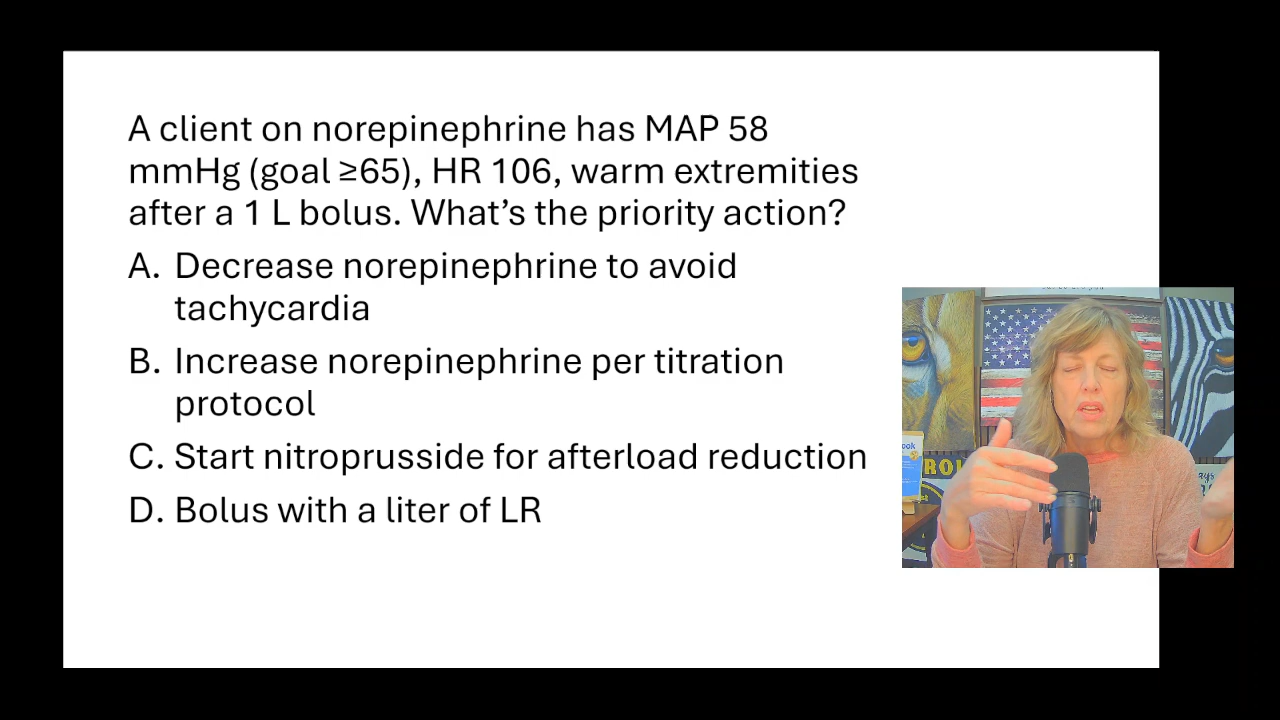 A client on norepinephrine has MAP 58
mmHg (goal ≥65), HR 106, warm extremities
after a 1 L bolus. What’s the priority action?
A. Decrease norepinephrine to avoid
tachycardia
B. Increase norepinephrine per titration
protocol
C. Start nitroprusside for afterload reduction
D. Bolus with a liter of LR